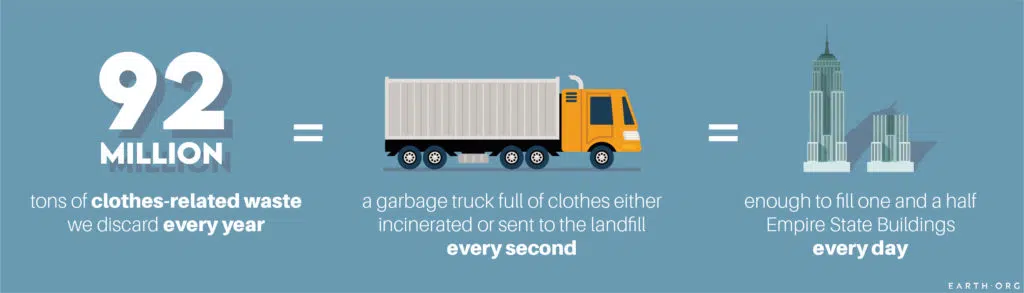 92
MILLION
tons of clothes-related waste
we discard every year
=
a garbage truck full of clothes either
incinerated or sent to the landfill
every second
=
enough to fill one and a half
Empire State Buildings
every day
EARTH·ORG